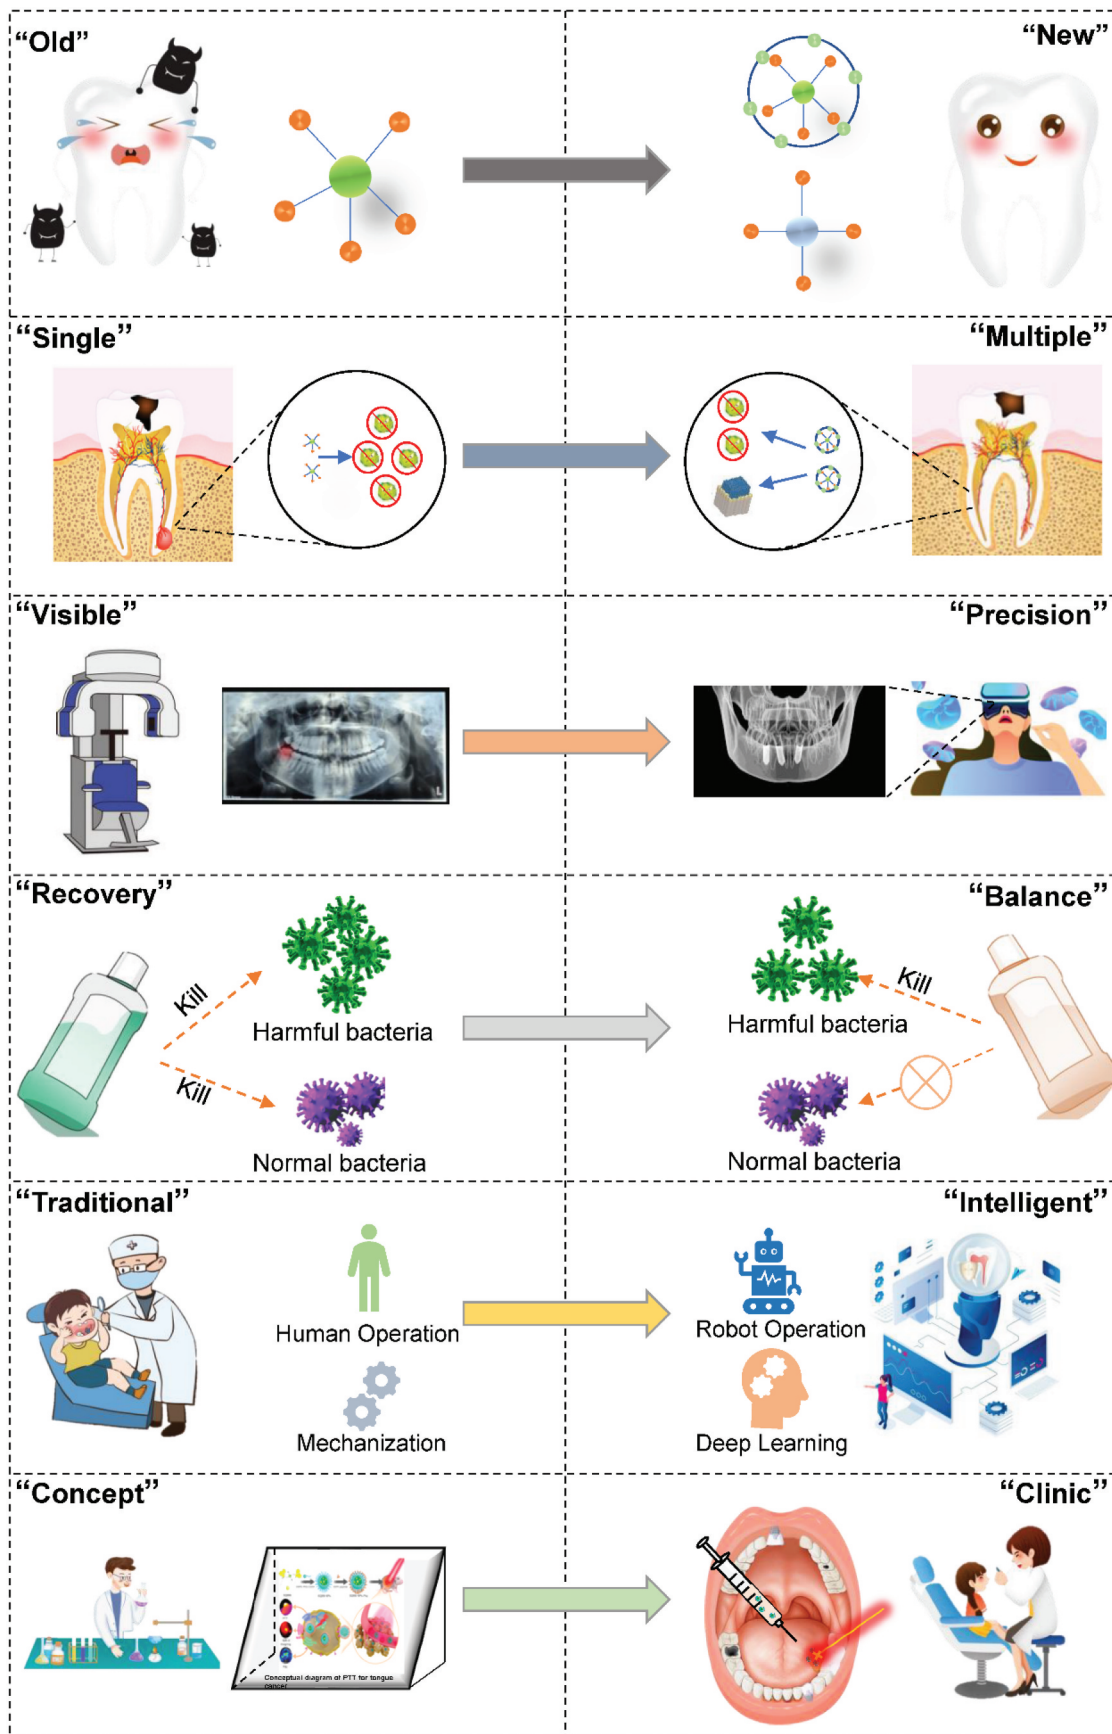 “Old”
“New”
“Single”
“Multiple”
“Visible”
“Precision”
L
“Recovery”
“Balance”
Kill
Kill
Harmful bacteria
Harmful bacteria
Kill
Normal bacteria
Normal bacteria
“Traditional”
“Intelligent”
Human Operation
Robot Operation
Mechanization
Deep Learning
“Concept”
“Clinic”
Conceptual diagram of PTT for tongue
cancer